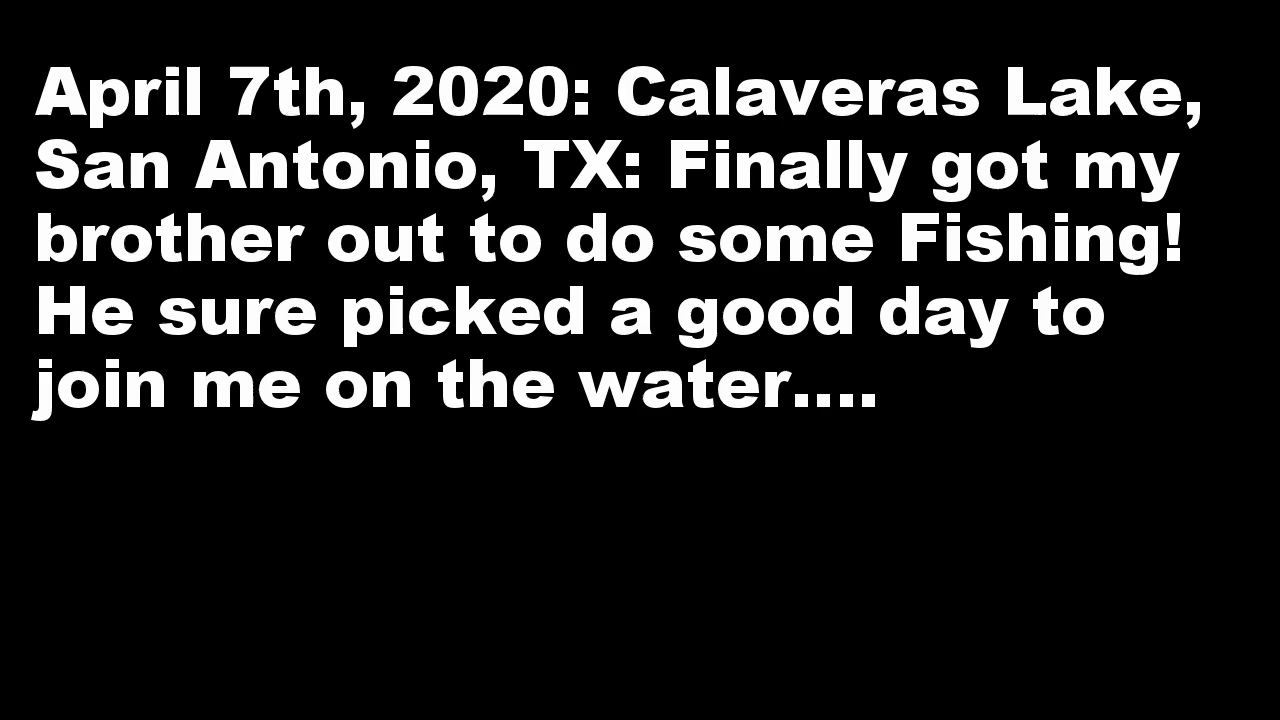 April 7th, 2020: Calaveras Lake,
San Antonio, TX: Finally got my
brother out to do some Fishing!
He sure picked a good day to
join me on the water....